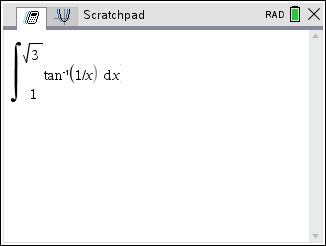 Scratchpad
RAD
∫₁^√3 tan⁻¹(1/x) dx